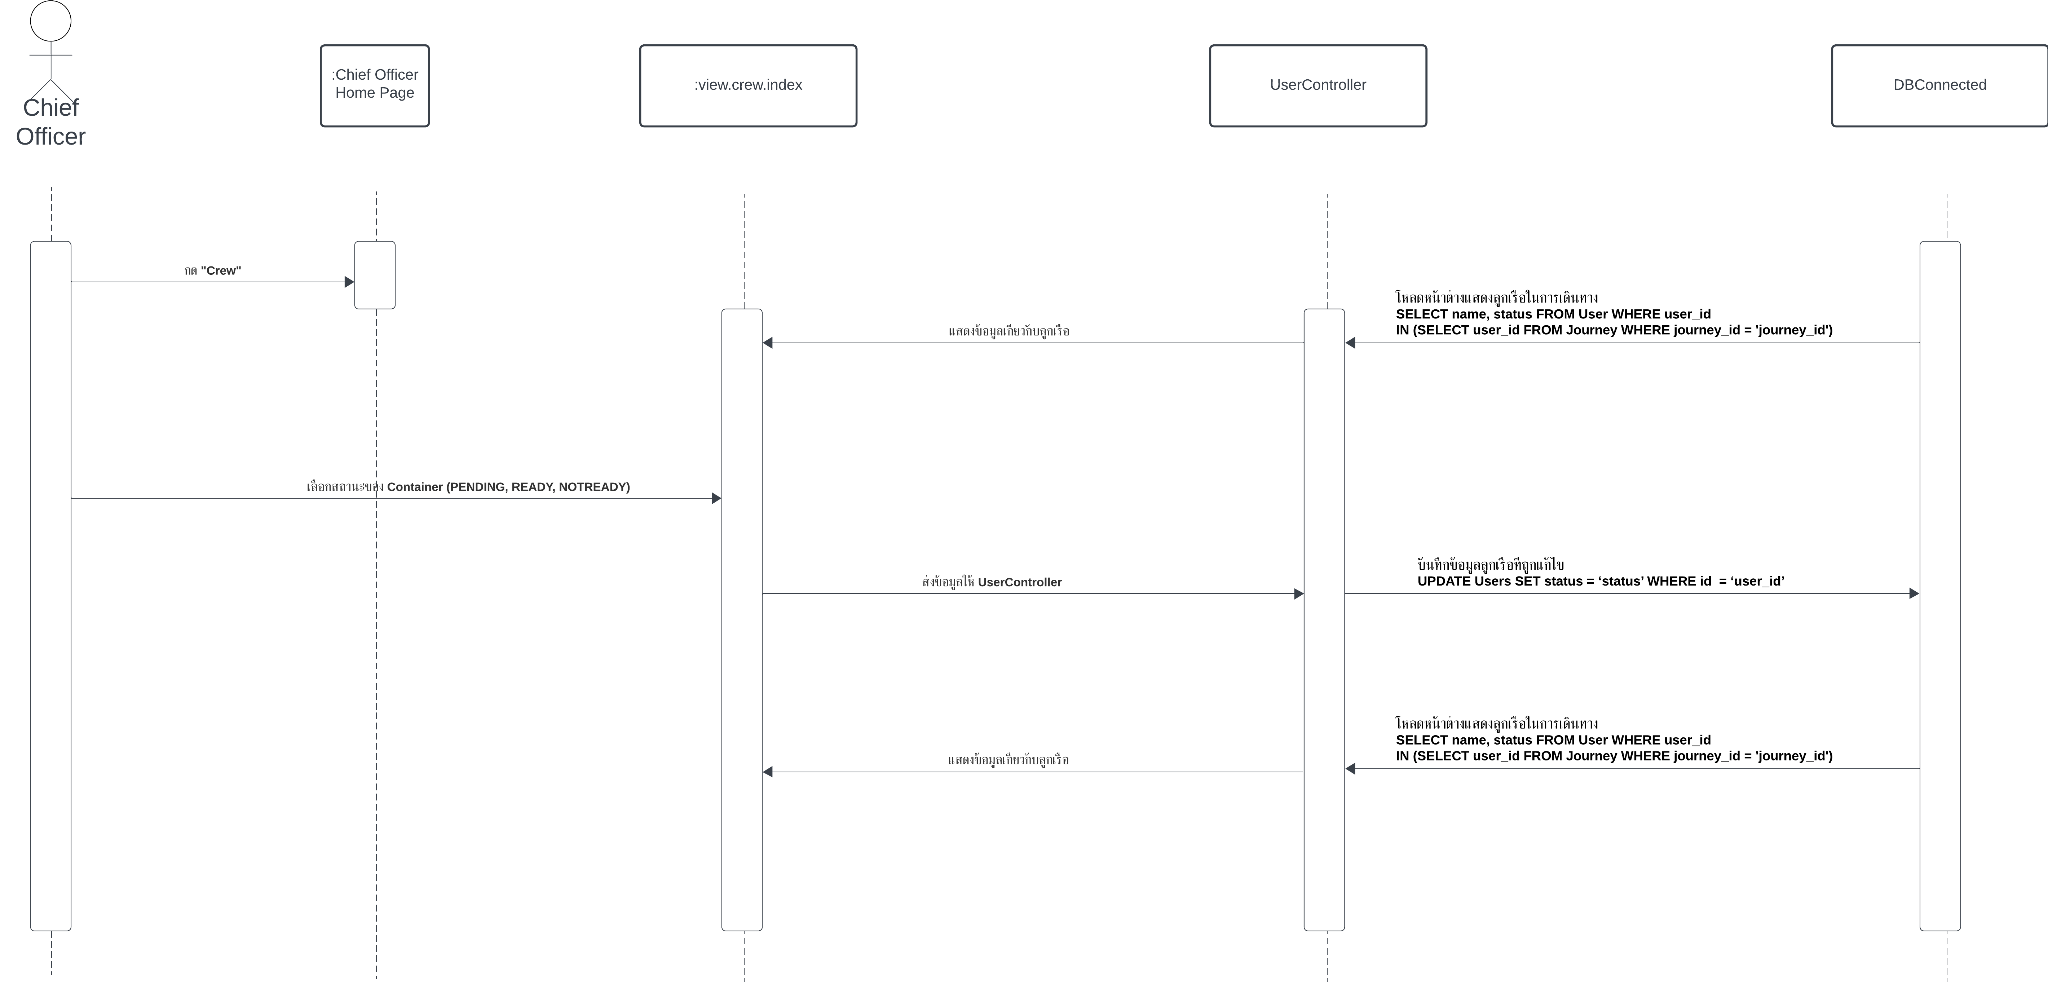 Chief
Officer
:Chief Officer
Home Page
:view.crew.index
UserController
DBConnected
กด "Crew"
โหลดหน้าต่างแสดงลูกเรือในการเดินทาง
SELECT name, status FROM User WHERE user_id
IN (SELECT user_id FROM Journey WHERE journey_id = 'journey_id')
แสดงข้อมูลเกี่ยวกับลูกเรือ
เลือกสถานะของ Container (PENDING, READY, NOTREADY)
ส่งข้อมูลให้ UserController
บันทึกข้อมูลลูกเรือที่ถูกแก้ไข
UPDATE Users SET status = ‘status’ WHERE id  = ‘user_id’
โหลดหน้าต่างแสดงลูกเรือในการเดินทาง
SELECT name, status FROM User WHERE user_id
IN (SELECT user_id FROM Journey WHERE journey_id = 'journey_id')
แสดงข้อมูลเกี่ยวกับลูกเรือ